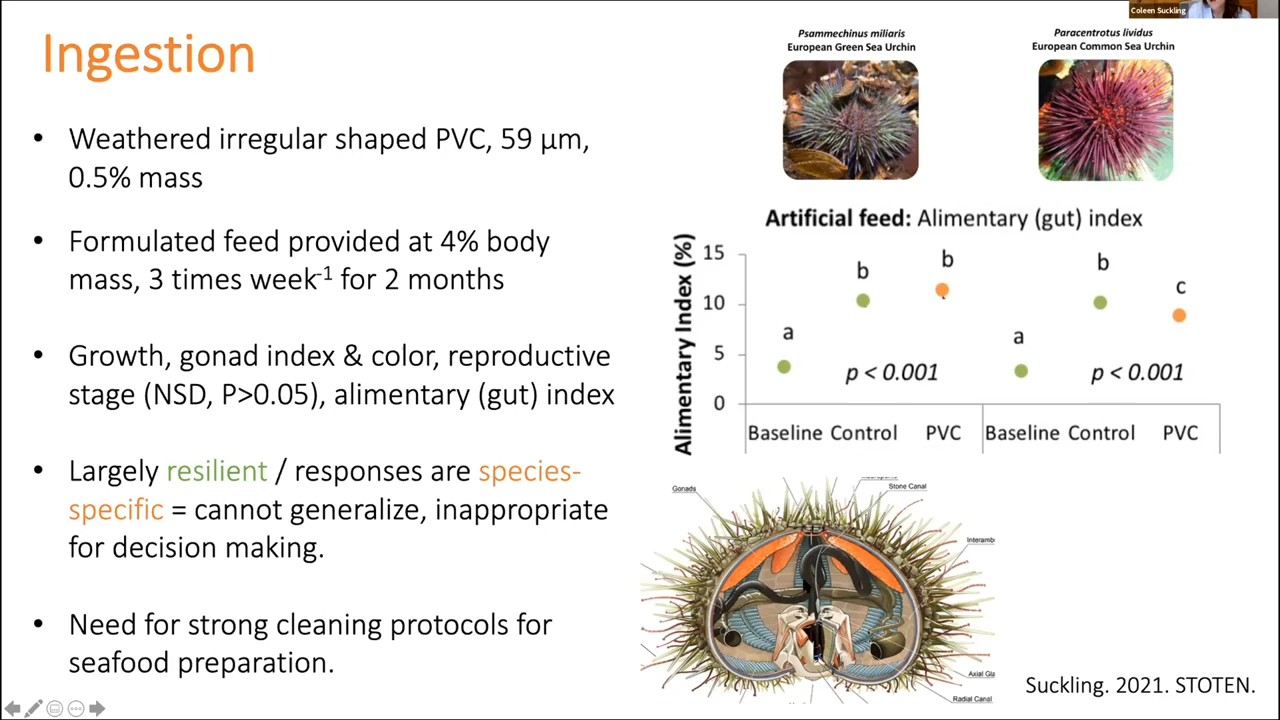 Coleen Suckling
Ingestion
• Weathered irregular shaped PVC, 59 µm,
0.5% mass
• Formulated feed provided at 4% body
mass, 3 times week⁻¹ for 2 months
• Growth, gonad index & color, reproductive
stage (NSD, P>0.05), alimentary (gut) index
• Largely resilient / responses are species-
specific = cannot generalize, inappropriate
for decision making.
• Need for strong cleaning protocols for
seafood preparation.
Psammechinus miliaris
European Green Sea Urchin
Paracentrotus lividus
European Common Sea Urchin
Artificial feed: Alimentary (gut) index
Alimentary Index (%)
15
10
5
0
a
b
b
p < 0.001
a
b
c
p < 0.001
Baseline Control PVC Baseline Control PVC
Gonads
Stone Canal
Interamb
Axial Gla
Radial Canal
Suckling. 2021. STOTEN.